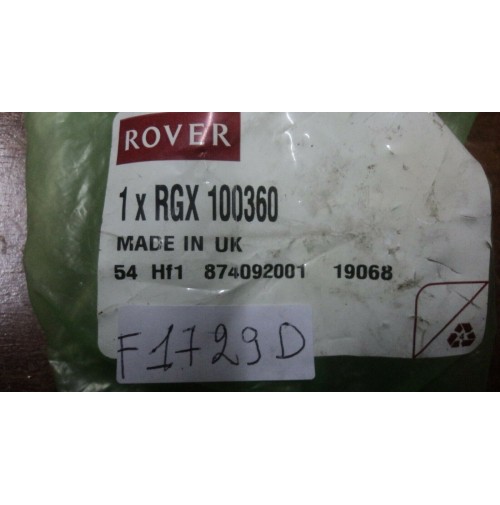 ROVER
1 x RGX 100360
MADE IN UK
54 Hf1 874092001 19068
F1729D